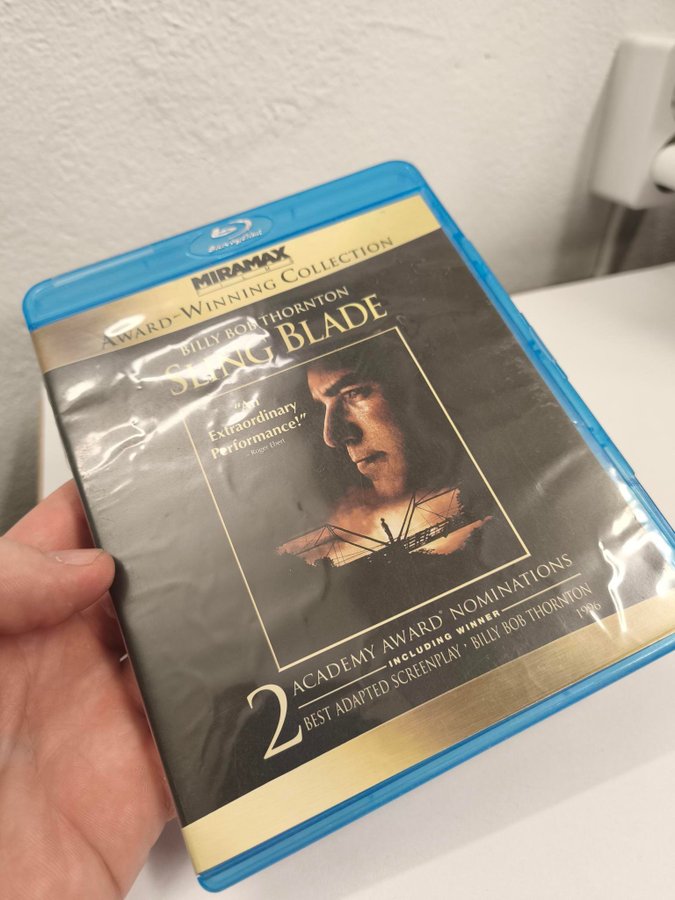 Blu-ray Disc
MIRAMAX
AWARD-WINNING COLLECTION
BILLY BOB THORNTON
SLING BLADE
"An
Extraordinary
Performance!"
- Roger Ebert
2 ACADEMY AWARD® NOMINATIONS
INCLUDING WINNER
BEST ADAPTED SCREENPLAY · BILLY BOB THORNTON
1996